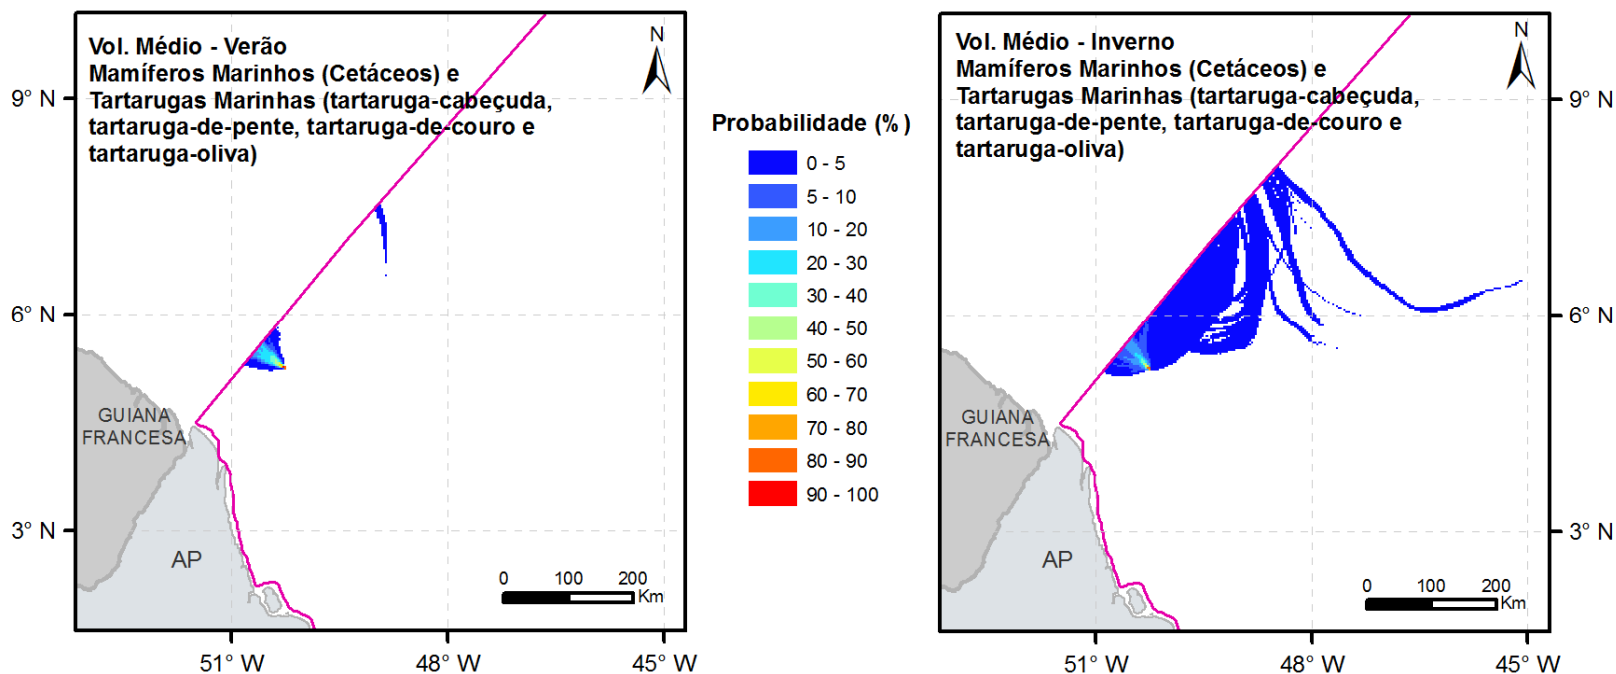 Vol. Médio - Verão
Mamíferos Marinhos (Cetáceos) e
Tartarugas Marinhas (tartaruga-cabeçuda,
tartaruga-de-pente, tartaruga-de-couro e
tartaruga-oliva)
N
9° N
6° N
3° N
GUIANA
FRANCESA
AP
0 100 200
Km
51° W 48° W 45° W
Probabilidade (%)
0 - 5
5 - 10
10 - 20
20 - 30
30 - 40
40 - 50
50 - 60
60 - 70
70 - 80
80 - 90
90 - 100
Vol. Médio - Inverno
Mamíferos Marinhos (Cetáceos) e
Tartarugas Marinhas (tartaruga-cabeçuda,
tartaruga-de-pente, tartaruga-de-couro e
tartaruga-oliva)
N
9° N
6° N
3° N
GUIANA
FRANCESA
AP
0 100 200
Km
51° W 48° W 45° W